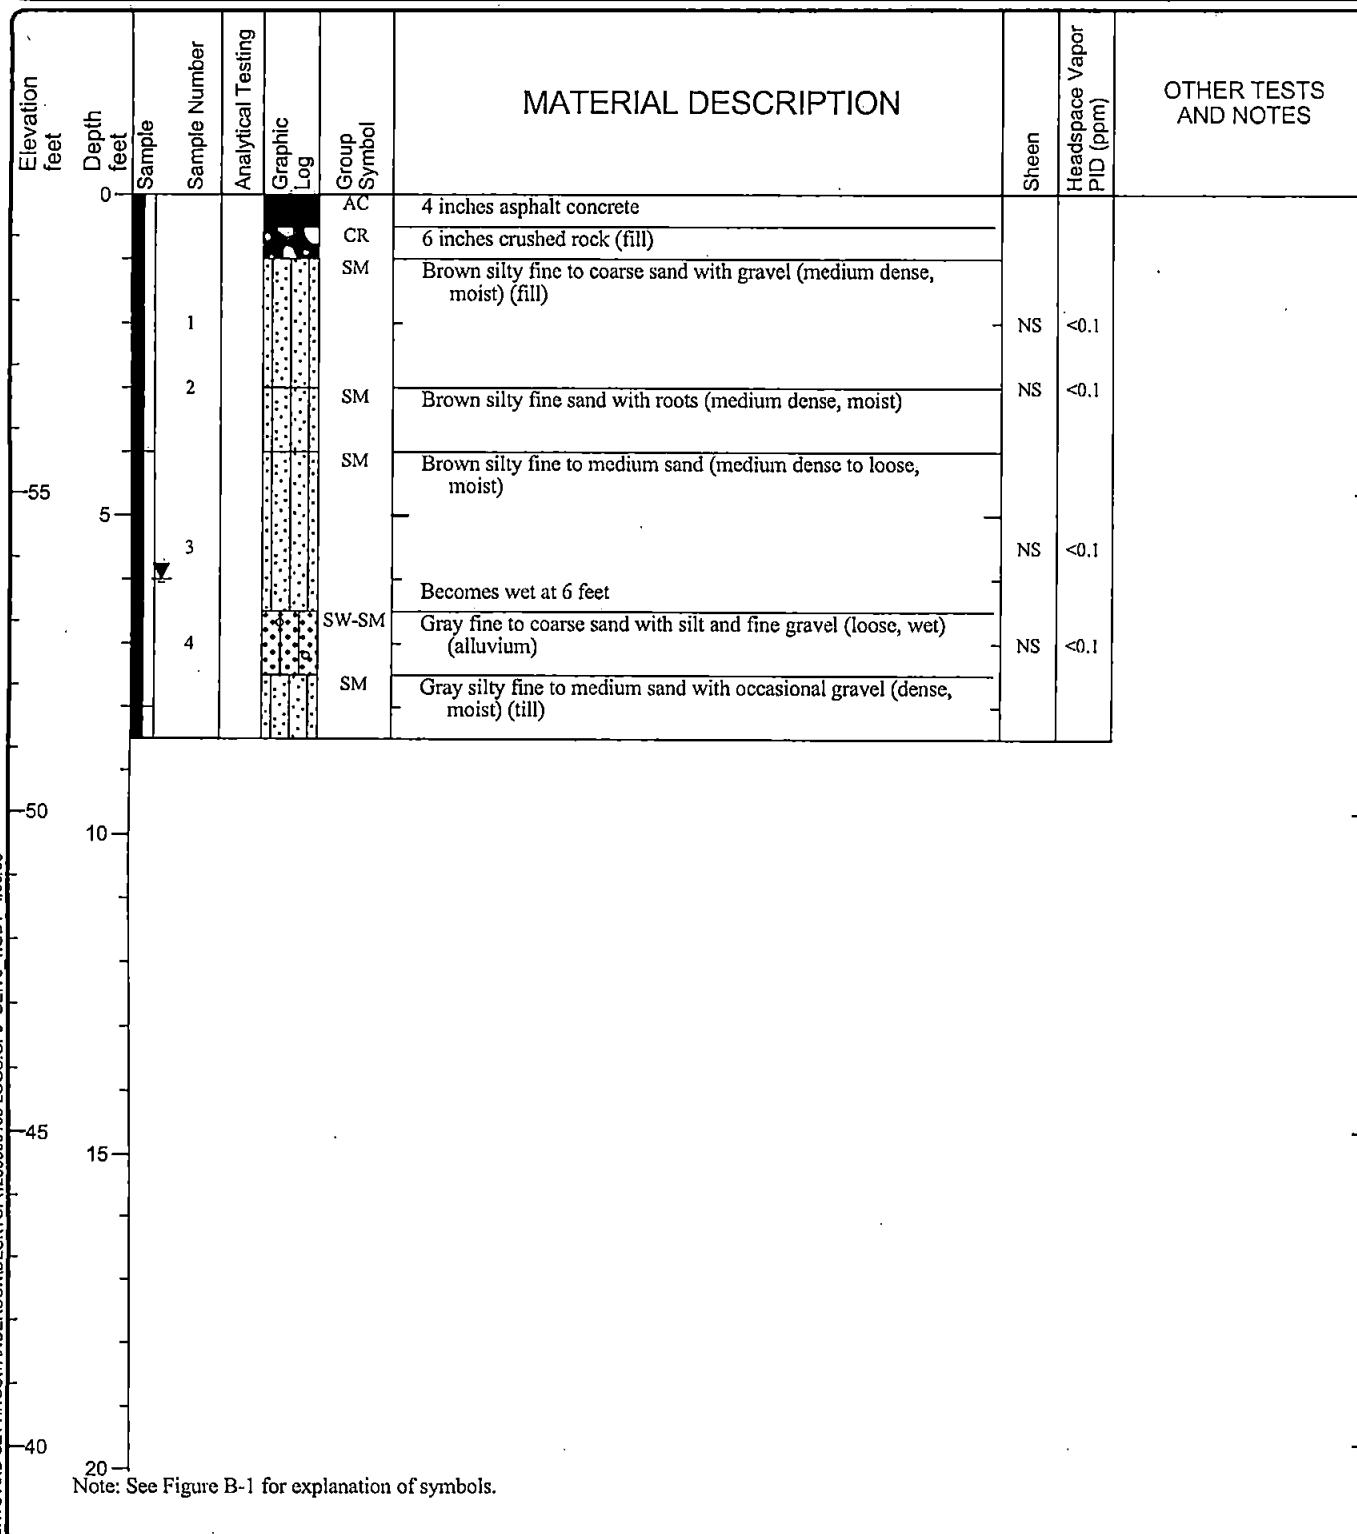 Elevation feet
Depth feet
Sample
Sample Number
Analytical Testing
Graphic Log
Group Symbol
MATERIAL DESCRIPTION
Sheen
Headspace Vapor PID (ppm)
OTHER TESTS
AND NOTES
0
AC 4 inches asphalt concrete
CR 6 inches crushed rock (fill)
SM Brown silty fine to coarse sand with gravel (medium dense,
moist) (fill)
1 NS <0.1
2 NS <0.1
SM Brown silty fine sand with roots (medium dense, moist)
SM Brown silty fine to medium sand (medium dense to loose,
moist)
55
5
3 NS <0.1
Becomes wet at 6 feet
SW-SM Gray fine to coarse sand with silt and fine gravel (loose, wet)
(alluvium)
4 NS <0.1
SM Gray silty fine to medium sand with occasional gravel (dense,
moist) (till)
50
10
45
15
40
20
Note: See Figure B-1 for explanation of symbols.